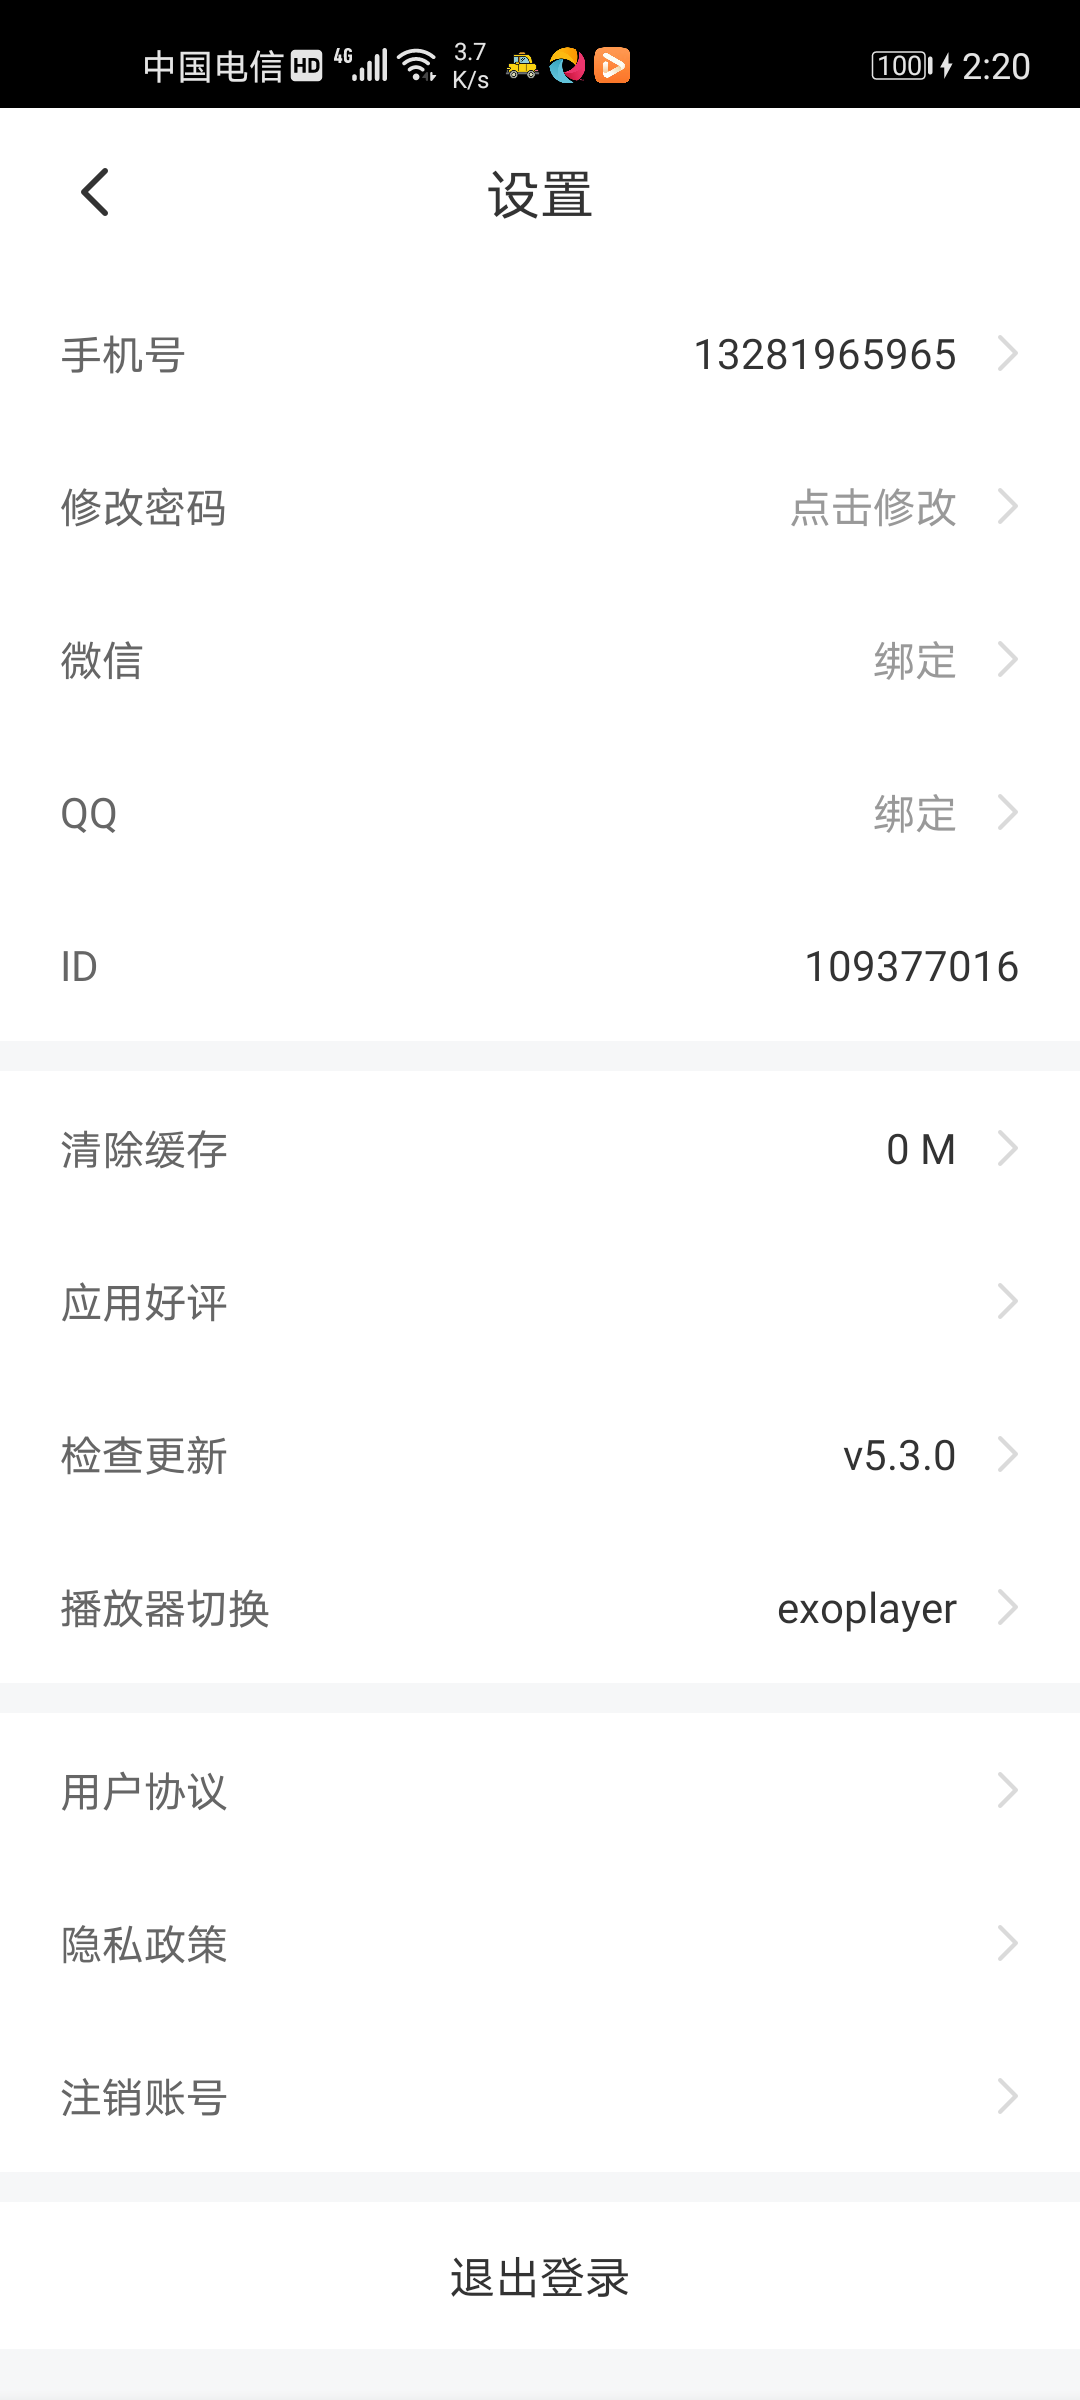 中国电信 HD 4G 3.7 K/s 100 2:20
设置
手机号 13281965965
修改密码 点击修改
微信 绑定
QQ 绑定
ID 109377016
清除缓存 0 M
应用好评
检查更新 v5.3.0
播放器切换 exoplayer
用户协议
隐私政策
注销账号
退出登录